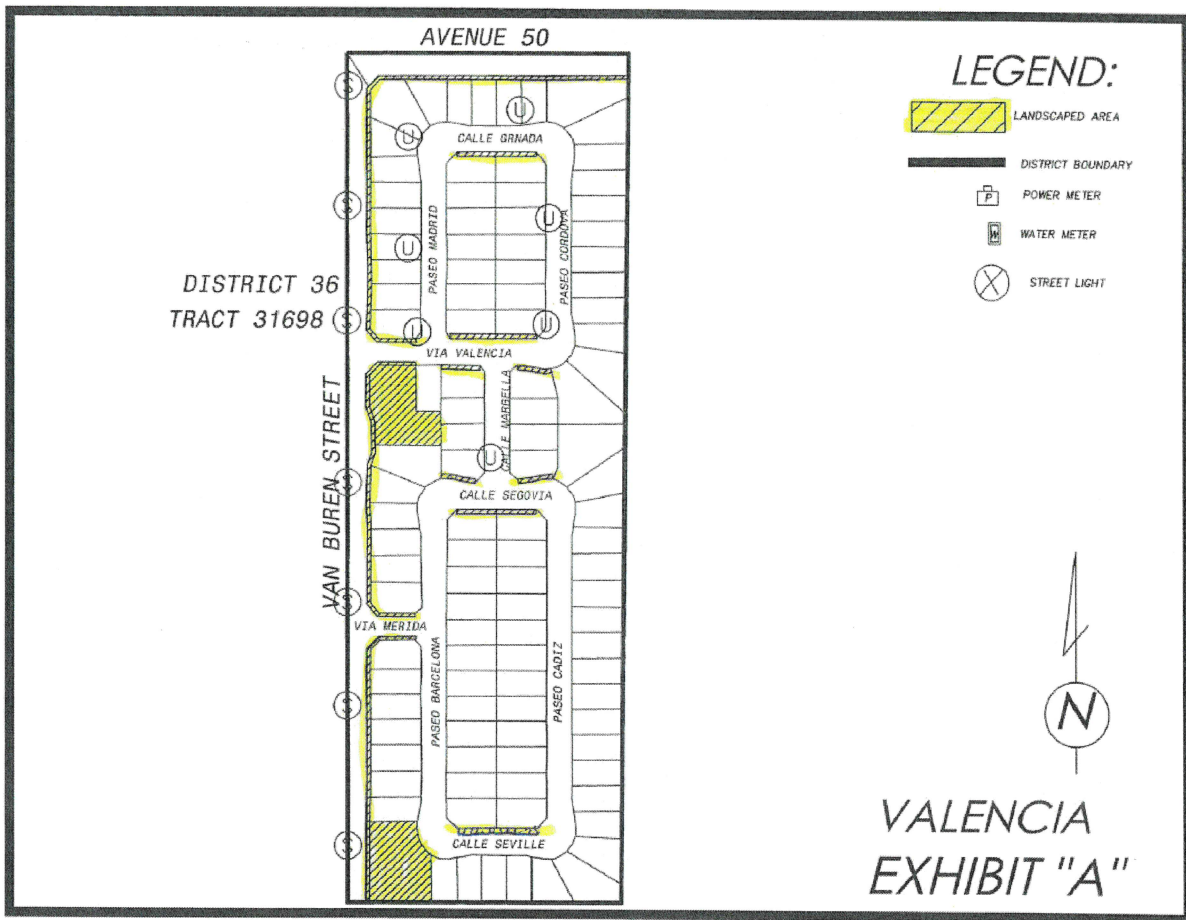 AVENUE 50
LEGEND:
LANDSCAPED AREA
DISTRICT BOUNDARY
P
POWER METER
W
WATER METER
X
STREET LIGHT
S
U
U
CALLE GRNADA
S
PASEO MADRID
U
PASEO CORDOVA
U
DISTRICT 36
TRACT 31698
S
U
U
VIA VALENCIA
CALLE MARBELLA
VAN BUREN STREET
U
S
CALLE SEGOVIA
S
VIA MERIDA
PASEO BARCELONA
PASEO CADIZ
S
N
S
CALLE SEVILLE
VALENCIA
EXHIBIT "A"